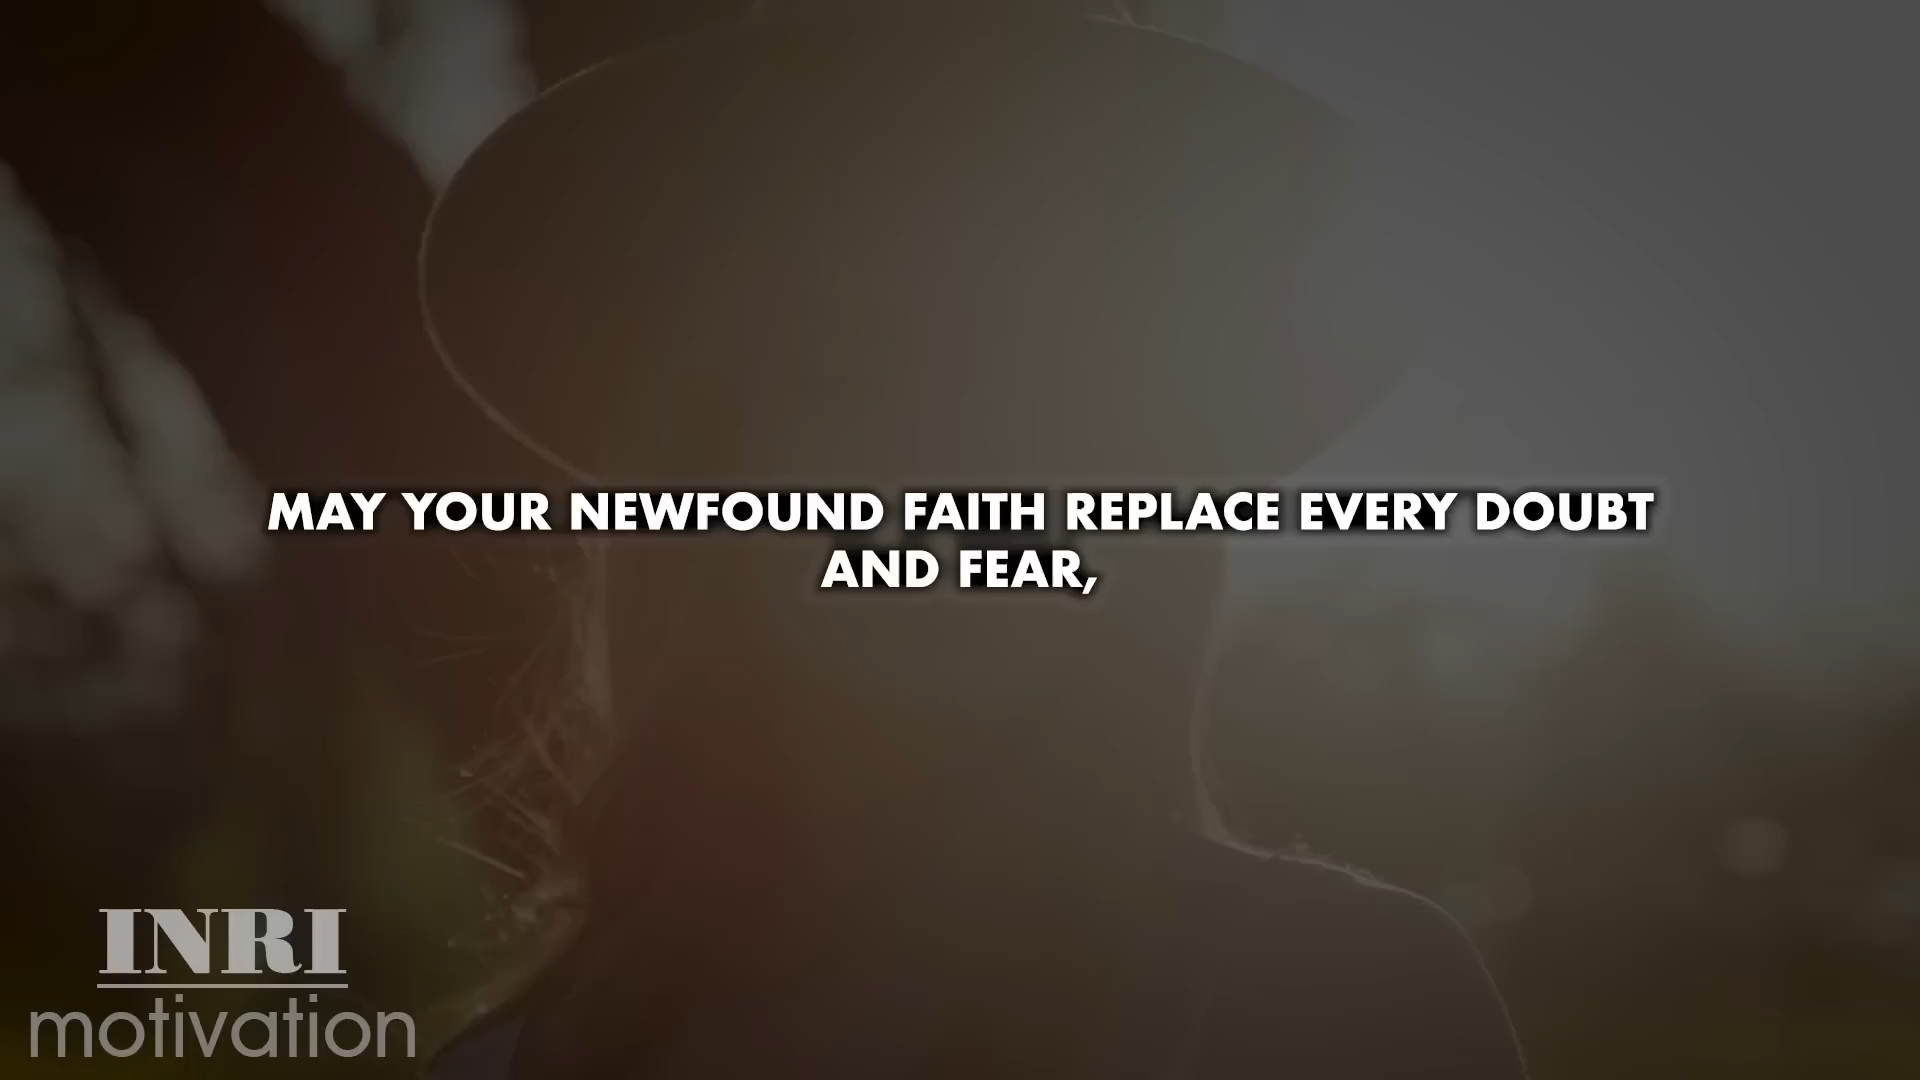 MAY YOUR NEWFOUND FAITH REPLACE EVERY DOUBT
AND FEAR,
INRI
motivation